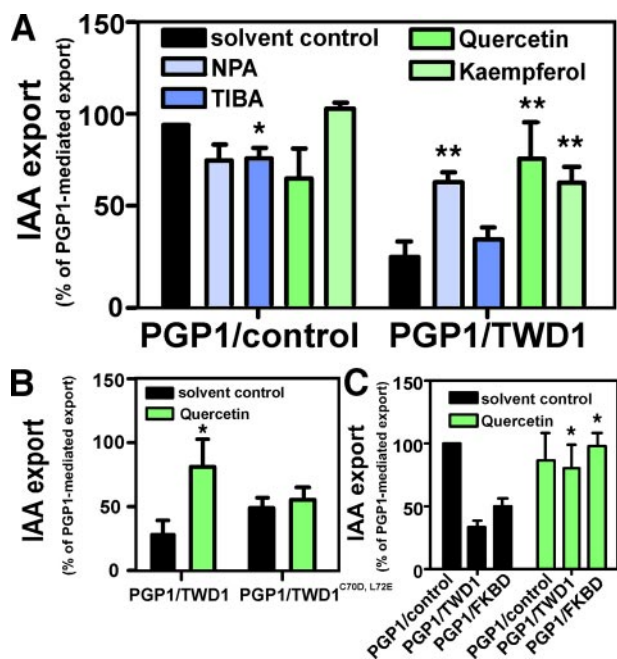 A
IAA export
(% of PGP1-mediated export)
150
100
50
0
solvent control
NPA
TIBA
Quercetin
Kaempferol
*
**
**
**
PGP1/control
PGP1/TWD1
B
IAA export
(% of PGP1-mediated export)
150
100
50
0
solvent control
Quercetin
*
PGP1/TWD1
PGP1/TWD1 C70D, L72E
C
IAA export
(% of PGP1-mediated export)
150
100
50
0
solvent control
Quercetin
*
*
PGP1/control
PGP1/TWD1
PGP1/FKBD
PGP1/control
PGP1/TWD1
PGP1/FKBD